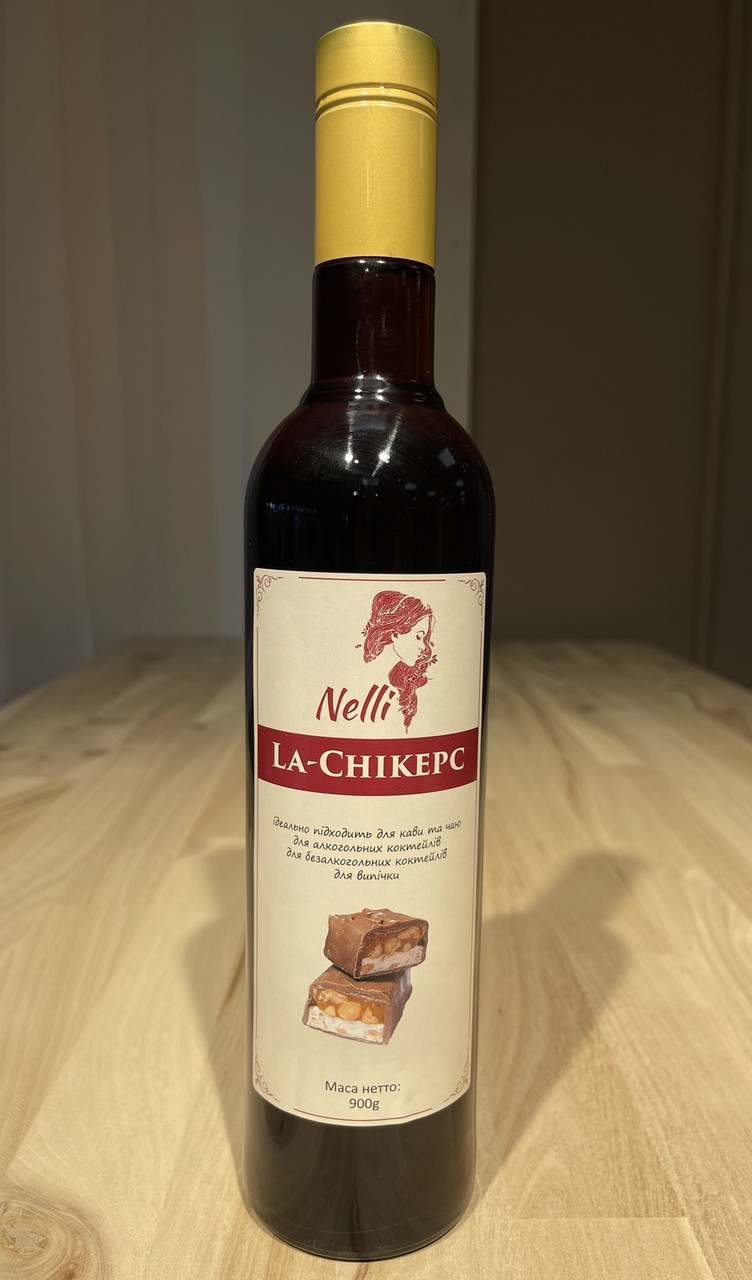 Nelli
La-Снікерс
ідеально підходить для кави та чаю
для алкогольних коктейлів
для безалкогольних коктейлів
для випічки
Маса нетто:
900g